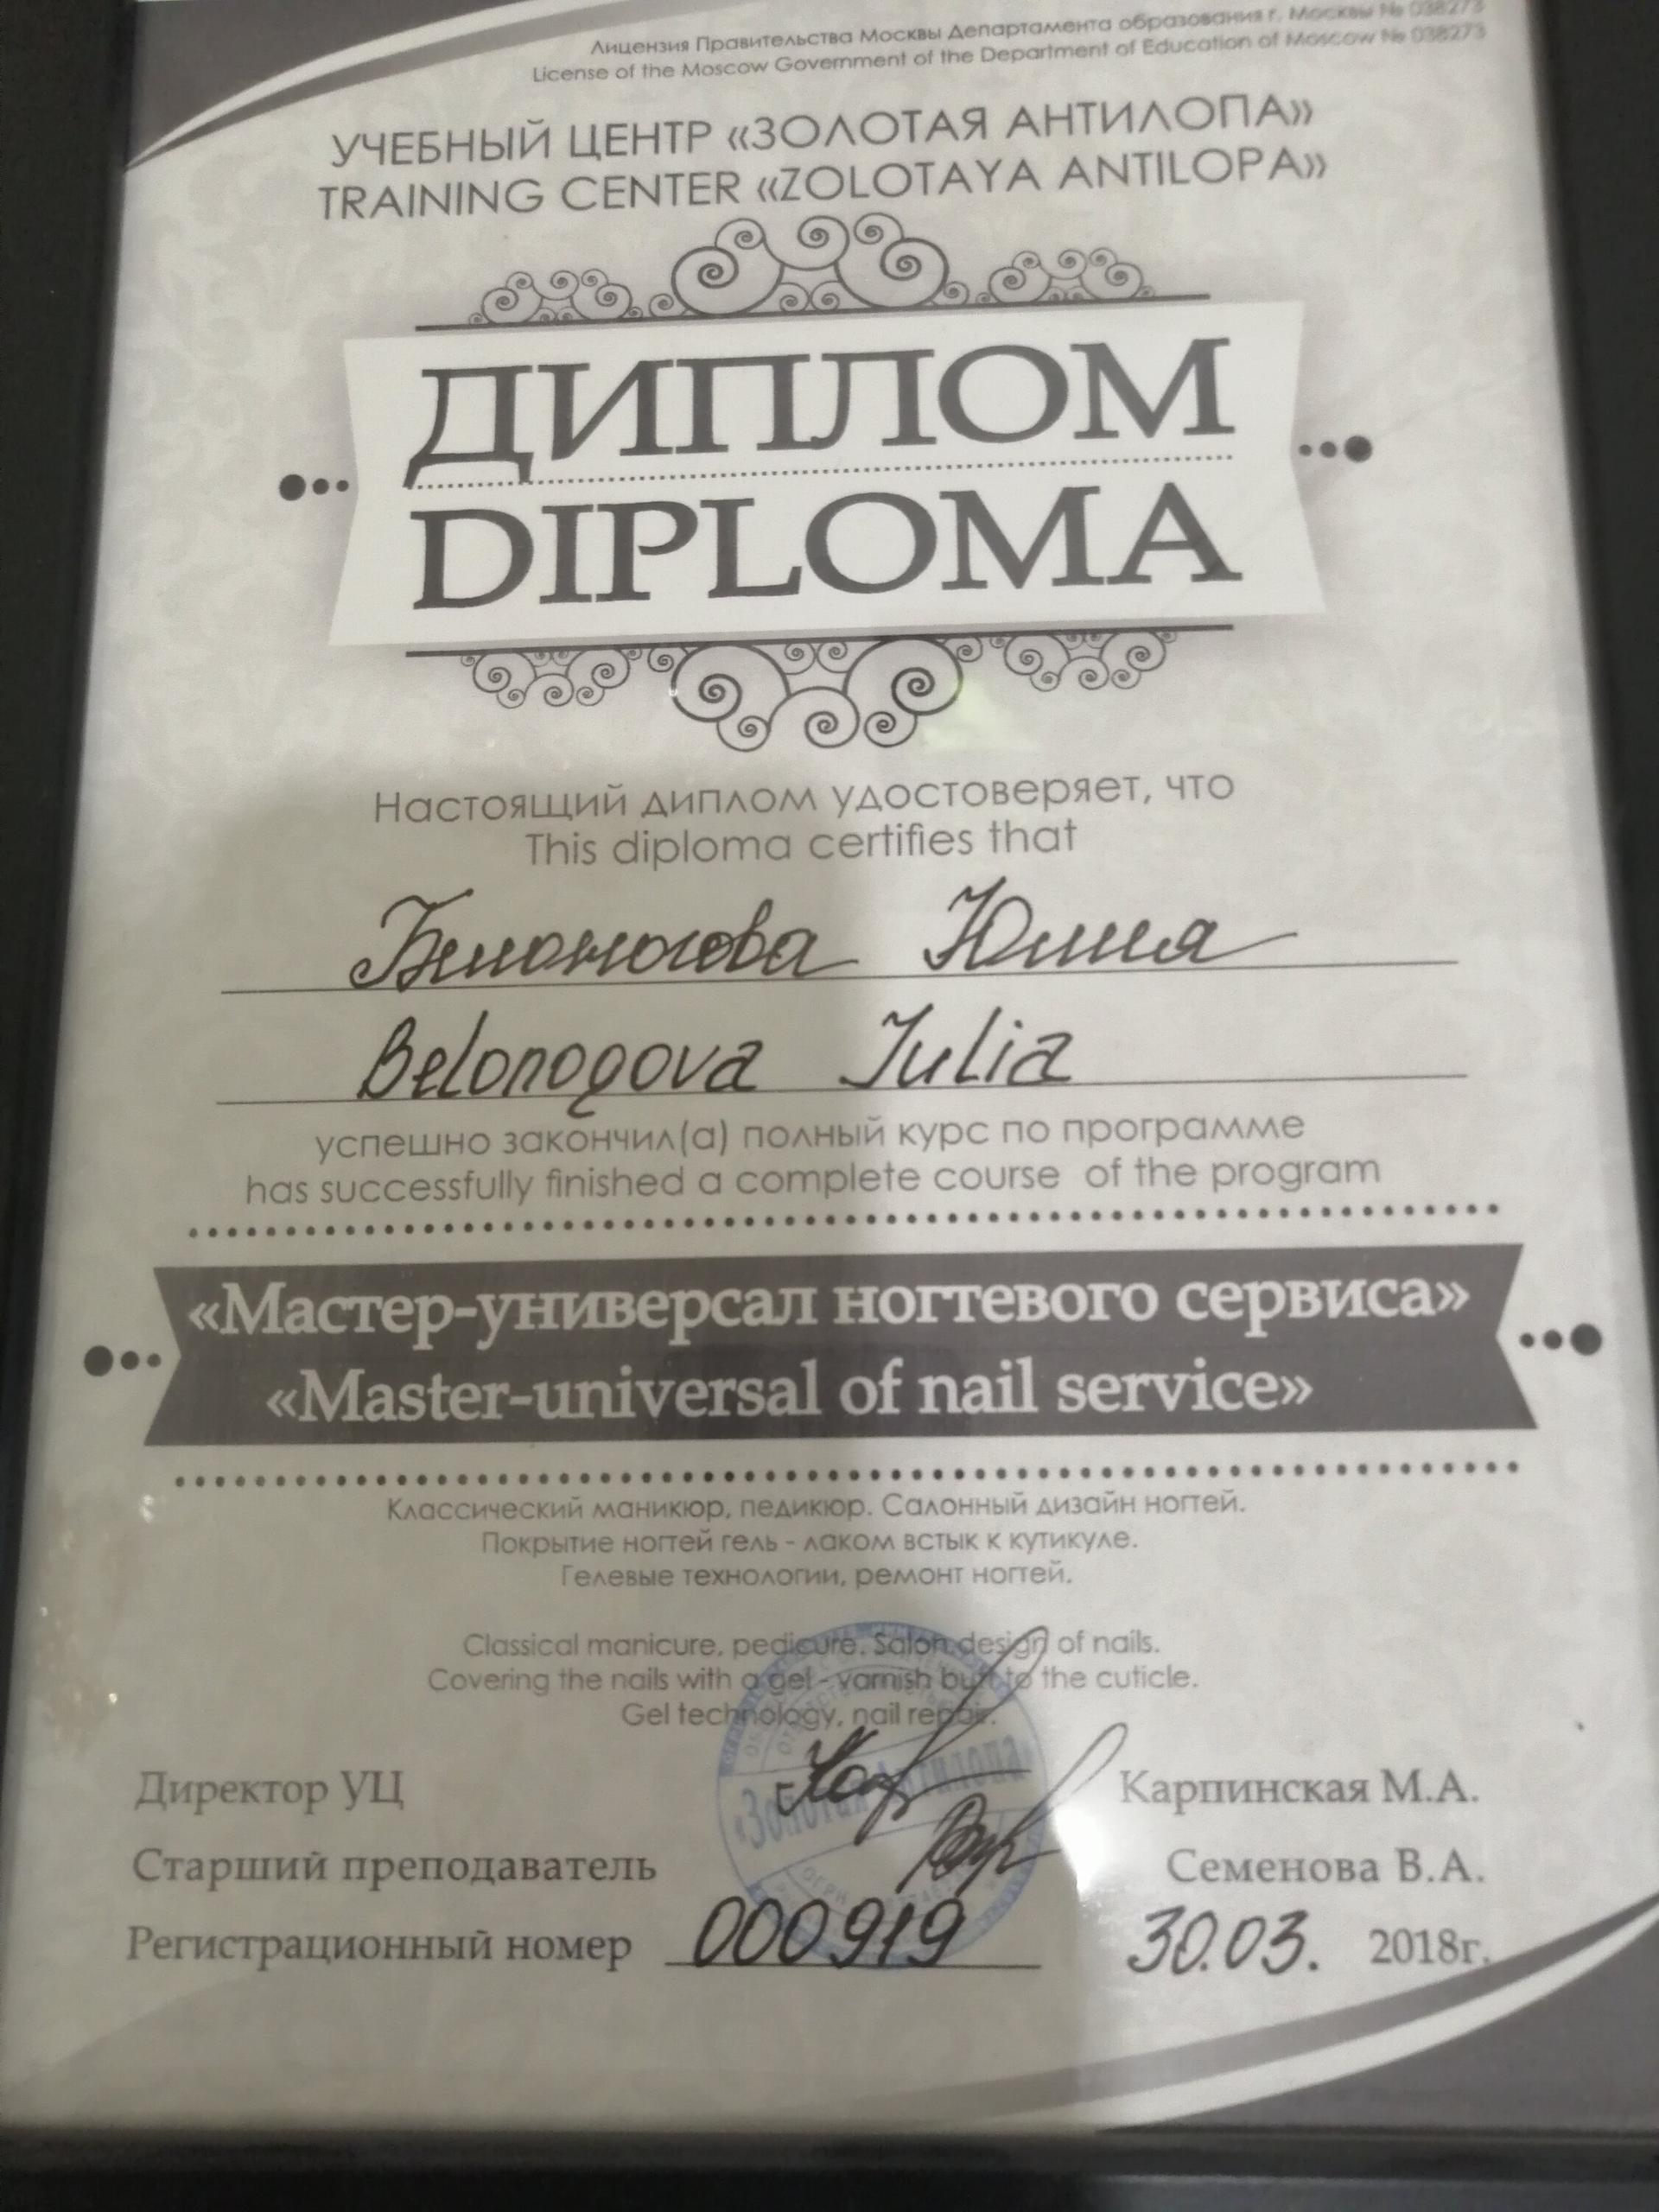 Лицензия Правительства Москвы Департамента образования г. Москвы № 038273
License of the Moscow Government of the Department of Education of Moscow № 038273
УЧЕБНЫЙ ЦЕНТР «ЗОЛОТАЯ АНТИЛОПА»
TRAINING CENTER «ZOLOTAYA ANTILOPA»
ДИПЛОМ
DIPLOMA
Настоящий диплом удостоверяет, что
This diploma certifies that
Белоногова Юлия
Belonogova Julia
успешно закончил(а) полный курс по программе
has successfully finished a complete course of the program
«Мастер-универсал ногтевого сервиса»
«Master-universal of nail service»
Классический маникюр, педикюр. Салонный дизайн ногтей.
Покрытие ногтей гель - лаком встык к кутикуле.
Гелевые технологии, ремонт ногтей.
Classical manicure, pedicure. Salon design of nails.
Covering the nails with a gel - varnish butt to the cuticle.
Gel technology, nail repair.
«Золотая Антилопа»
Директор УЦ Карпинская М.А.
Старший преподаватель Семенова В.А.
Регистрационный номер 000919 30.03. 2018г.